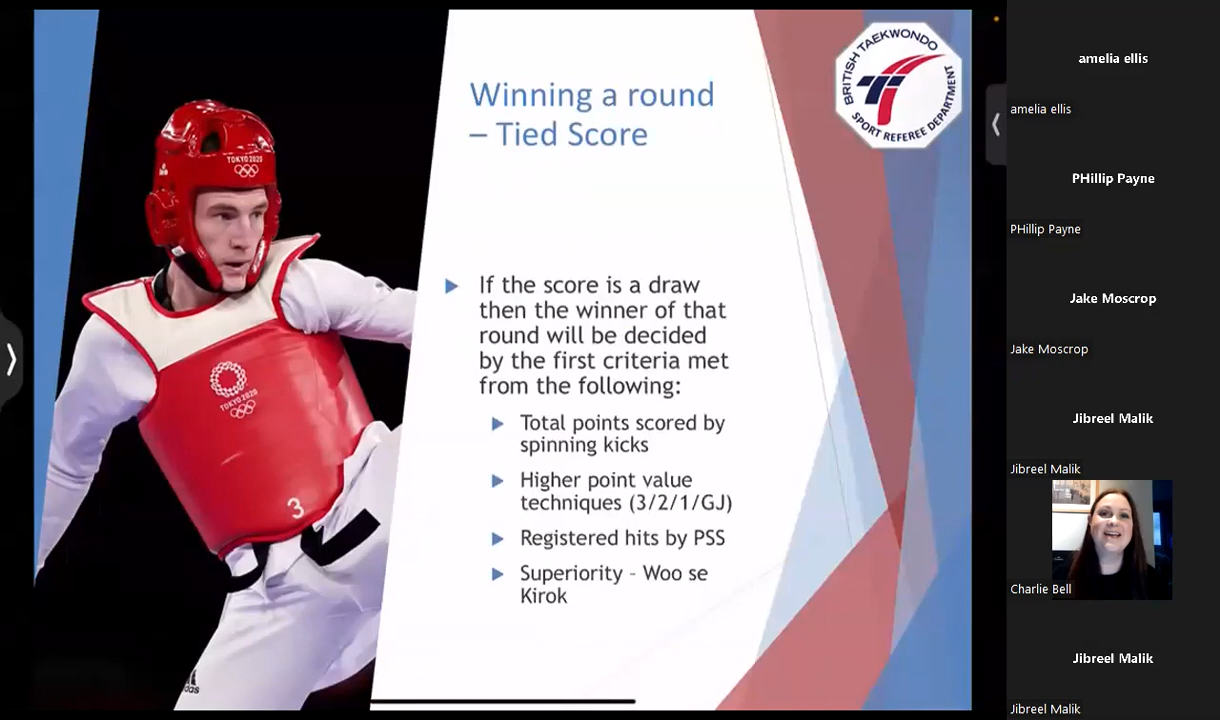 Winning a round
– Tied Score
If the score is a draw
then the winner of that
round will be decided
by the first criteria met
from the following:
Total points scored by
spinning kicks
Higher point value
techniques (3/2/1/GJ)
Registered hits by PSS
Superiority - Woo se
Kirok
BRITISH TAEKWONDO
SPORT REFEREE DEPARTMENT
TOKYO 2020
TOKYO 2020
3
adidas
amelia ellis
amelia ellis
PHillip Payne
PHillip Payne
Jake Moscrop
Jake Moscrop
Jibreel Malik
Jibreel Malik
Charlie Bell
Jibreel Malik
Jibreel Malik